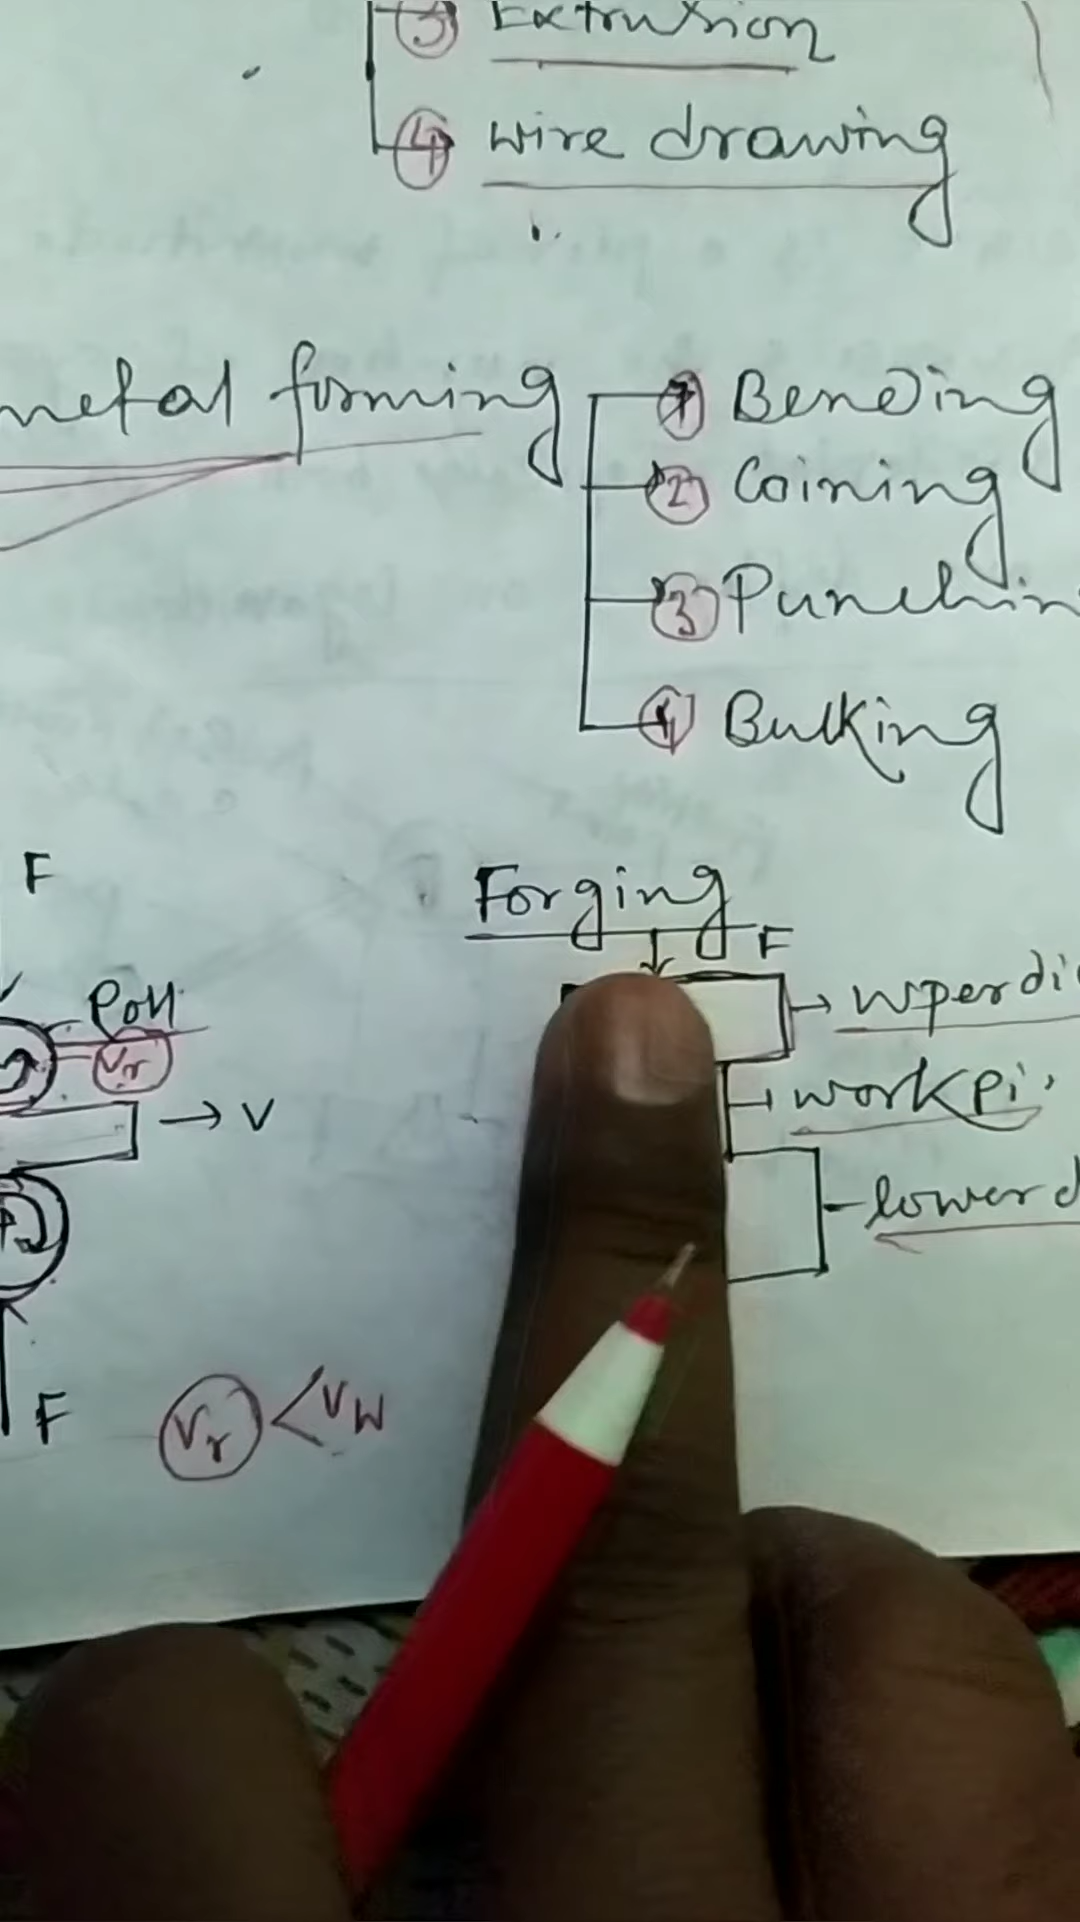 ③ Extrusion
④ wire drawing
metal forming
① Bending
② Coining
③ Punchin
④ Bulking
F
Forging
F
Roll
Vr
→ V
→ upper di
workpi
lower d
F
Vr < VW